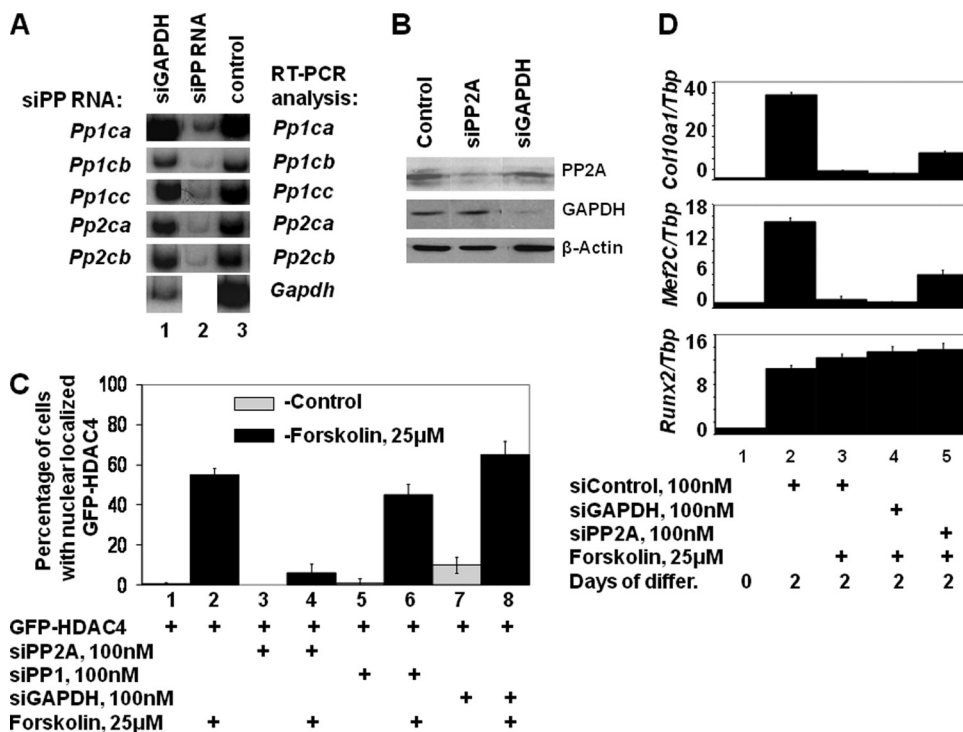 A
siGAPDH
siPP RNA
control
siPP RNA:
RT-PCR
analysis:
Pp1ca
Pp1ca
Pp1cb
Pp1cb
Pp1cc
Pp1cc
Pp2ca
Pp2ca
Pp2cb
Pp2cb
Gapdh
1 2 3
B
Control
siPP2A
siGAPDH
PP2A
GAPDH
β-Actin
C
Percentage of cells
with nuclear localized
GFP-HDAC4
100
80
60
40
20
0
-Control
-Forskolin, 25µM
1 2 3 4 5 6 7 8
GFP-HDAC4 + + + + + + + +
siPP2A, 100nM + +
siPP1, 100nM + +
siGAPDH, 100nM + +
Forskolin, 25µM + + + +
D
Col10a1/Tbp
40
20
0
Mef2C/Tbp
18
12
6
0
Runx2/Tbp
16
8
0
1 2 3 4 5
siControl, 100nM + +
siGAPDH, 100nM +
siPP2A, 100nM +
Forskolin, 25µM + + +
Days of differ. 0 2 2 2 2